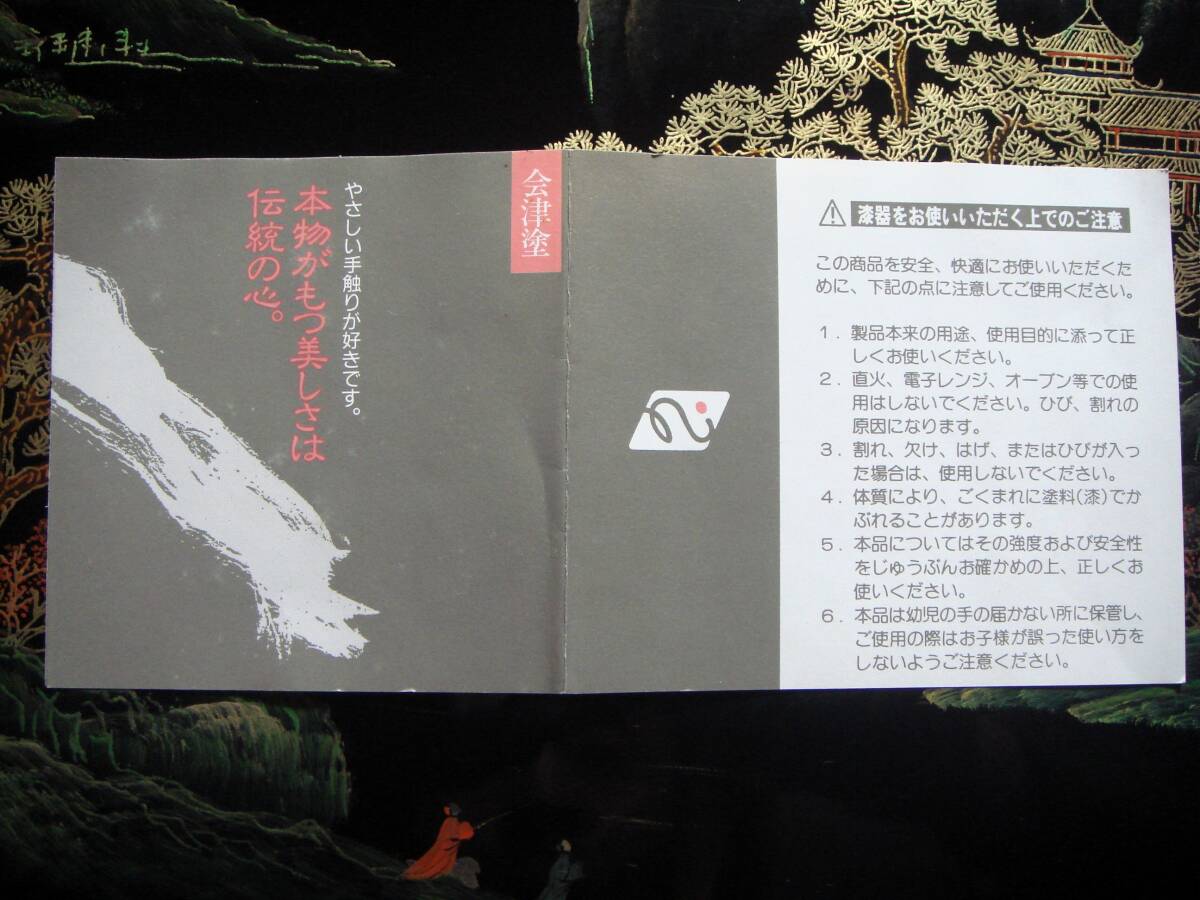 会津塗
やさしい手触りが好きです。
本物がもつ美しさは
伝統の心。
漆器をお使いいただく上でのご注意
この商品を安全、快適にお使いいただくた
めに、下記の点に注意してご使用ください。
1．製品本来の用途、使用目的に添って正
しくお使いください。
2．直火、電子レンジ、オーブン等での使
用はしないでください。ひび、割れの
原因になります。
3．割れ、欠け、はげ、またはひびが入っ
た場合は、使用しないでください。
4．体質により、ごくまれに塗料(漆)でか
ぶれることがあります。
5．本品についてはその強度および安全性
をじゅうぶんお確かめの上、正しくお
使いください。
6．本品は幼児の手の届かない所に保管し、
ご使用の際はお子様が誤った使い方を
しないようご注意ください。